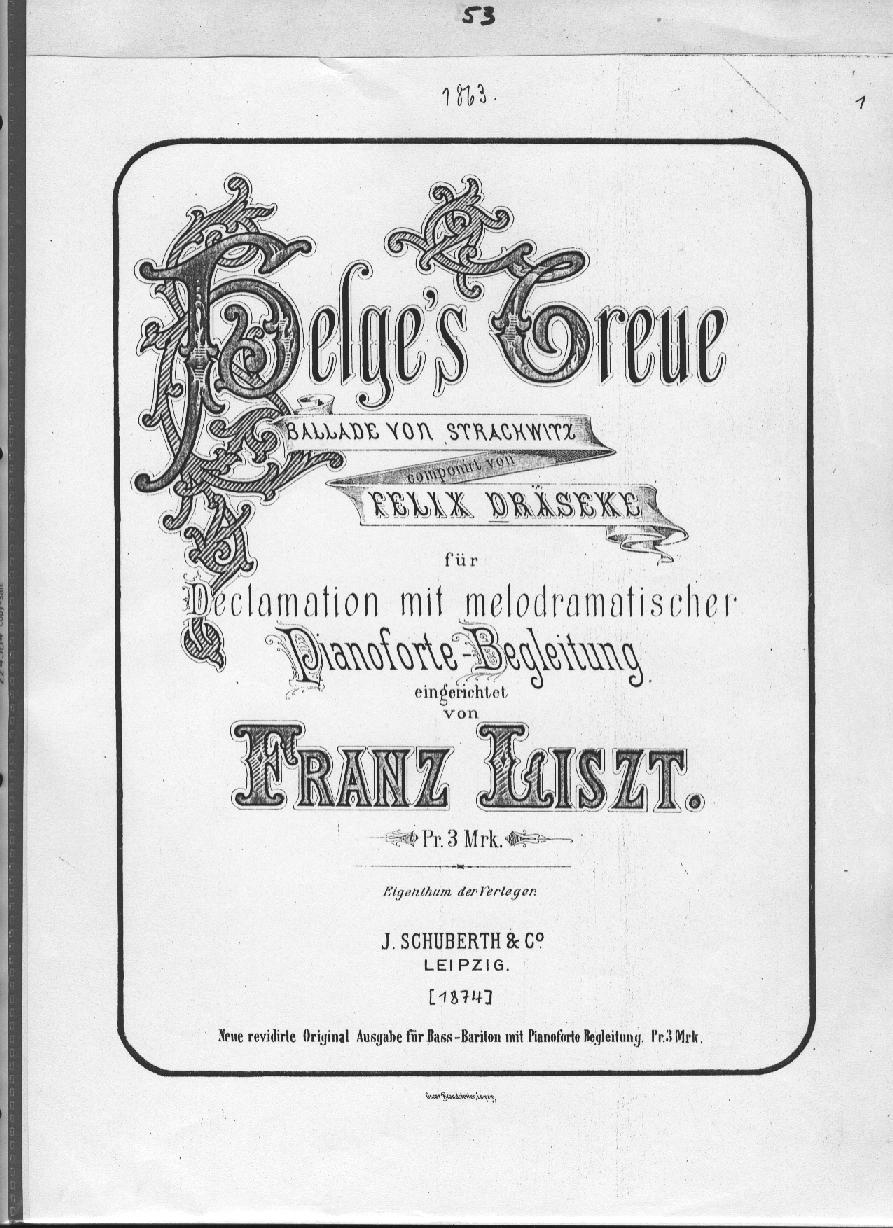 53
1863.
1
Helge's Treue
BALLADE VON STRACHWITZ
componirt von
FELIX DRÄSEKE
für
Declamation mit melodramatischer
Pianoforte-Begleitung.
eingerichtet
von
FRANZ LISZT.
Pr. 3 Mrk.
Eigenthum der Verleger.
J. SCHUBERTH & Co
LEIPZIG.
[1874]
Neue revidirte Original Ausgabe für Bass-Bariton mit Pianoforte Begleitung. Pr. 3 Mrk.